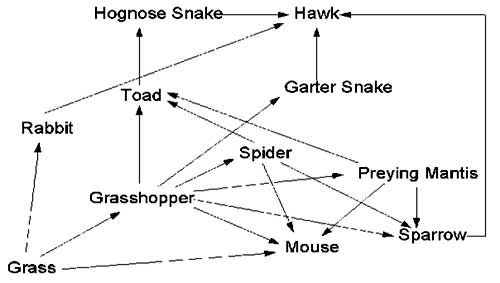 Hognose Snake
Hawk
Toad
Garter Snake
Rabbit
Spider
Preying Mantis
Grasshopper
Mouse
Sparrow
Grass